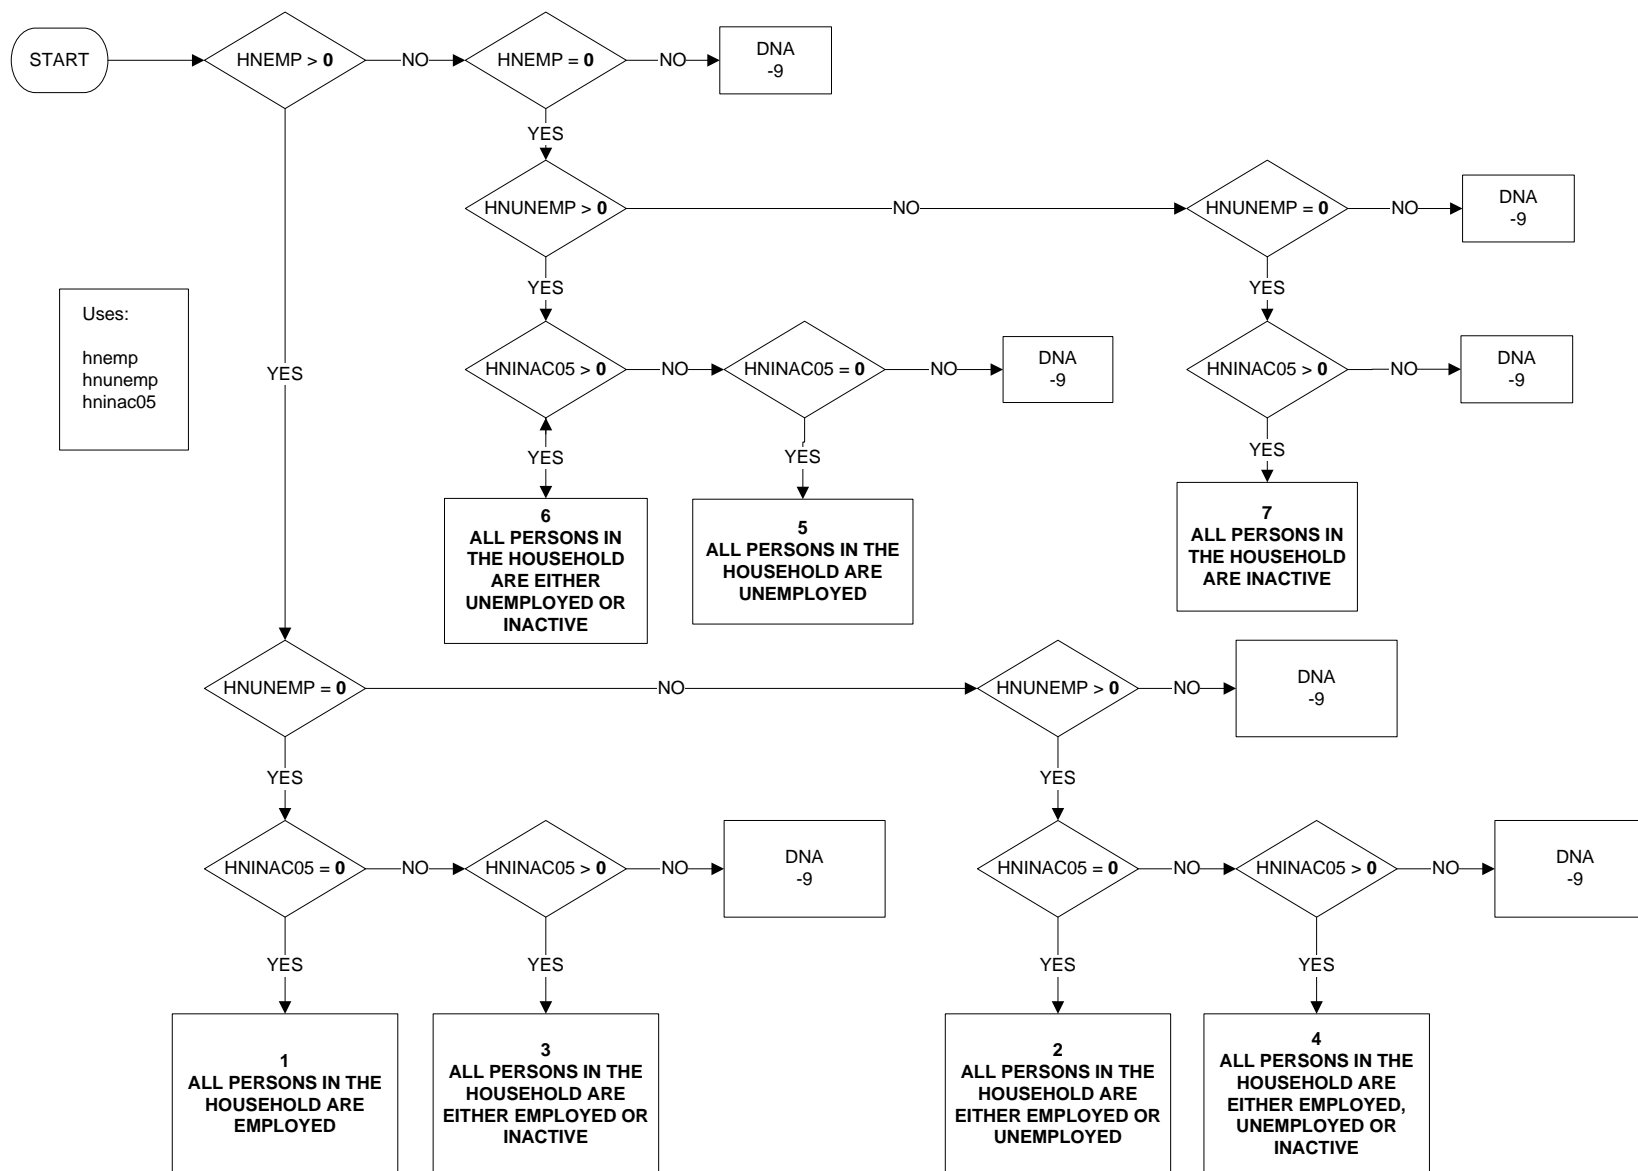 START
HNEMP > 0
NO
HNEMP = 0
NO
DNA
-9
YES
HNUNEMP > 0
NO
HNUNEMP = 0
NO
DNA
-9
YES
YES
Uses:
hnemp
hnunemp
hninac05
YES
HNINAC05 > 0
NO
HNINAC05 = 0
NO
DNA
-9
HNINAC05 > 0
NO
DNA
-9
YES
YES
YES
6
ALL PERSONS IN
THE HOUSEHOLD
ARE EITHER
UNEMPLOYED OR
INACTIVE
5
ALL PERSONS IN THE
HOUSEHOLD ARE
UNEMPLOYED
7
ALL PERSONS IN
THE HOUSEHOLD
ARE INACTIVE
HNUNEMP = 0
NO
HNUNEMP > 0
NO
DNA
-9
YES
YES
HNINAC05 = 0
NO
HNINAC05 > 0
NO
DNA
-9
HNINAC05 = 0
NO
HNINAC05 > 0
NO
DNA
-9
YES
YES
YES
YES
1
ALL PERSONS IN THE
HOUSEHOLD ARE
EMPLOYED
3
ALL PERSONS IN THE
HOUSEHOLD ARE
EITHER EMPLOYED OR
INACTIVE
2
ALL PERSONS IN THE
HOUSEHOLD ARE
EITHER EMPLOYED OR
UNEMPLOYED
4
ALL PERSONS IN THE
HOUSEHOLD ARE
EITHER EMPLOYED,
UNEMPLOYED OR
INACTIVE